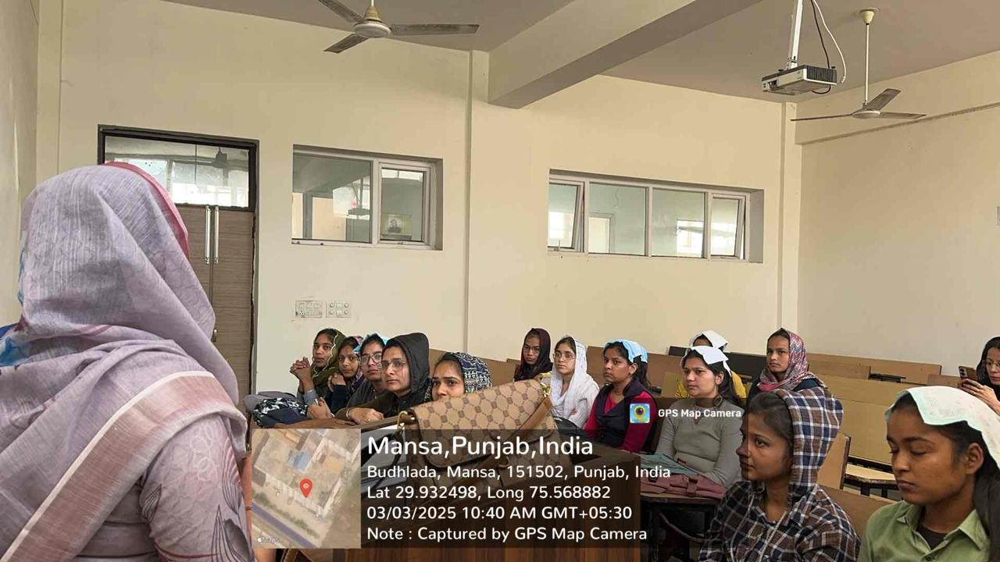 GPS Map Camera
Mansa,Punjab,India
Budhlada, Mansa, 151502, Punjab, India
Lat 29.932498, Long 75.568882
03/03/2025 10:40 AM GMT+05:30
Note : Captured by GPS Map Camera
Maps